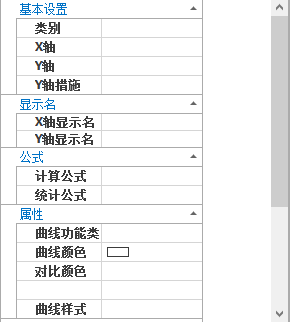 基本设置
类别
X轴
Y轴
Y轴措施
显示名
X轴显示名
Y轴显示名
公式
计算公式
统计公式
属性
曲线功能类
曲线颜色
对比颜色
曲线样式